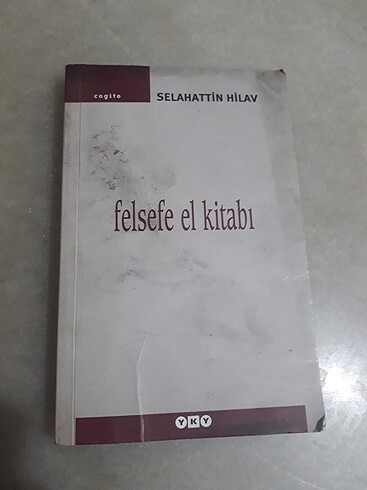 cogito
SELAHATTİN HİLAV
felsefe el kitabı
YKY